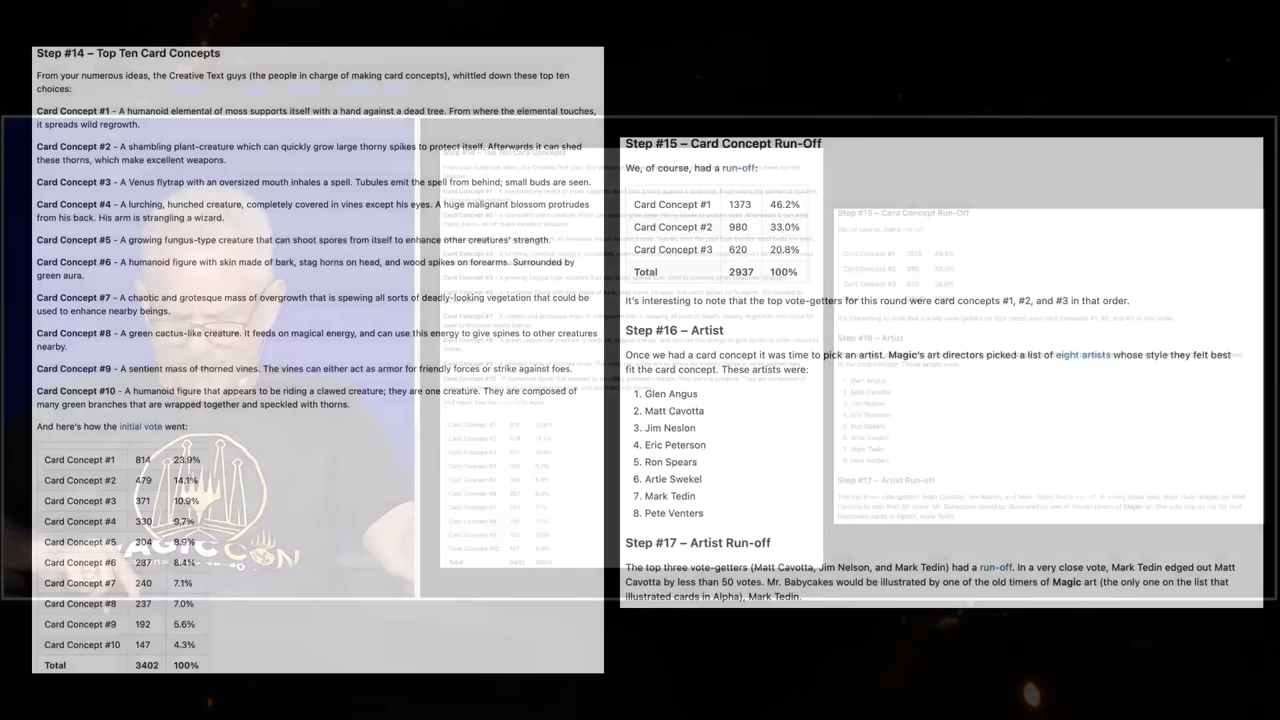 Step #14 – Top Ten Card Concepts
From your numerous ideas, the Creative Text guys (the people in charge of making card concepts), whittled down these top ten
choices:
Card Concept #1 - A humanoid elemental of moss supports itself with a hand against a dead tree. From where the elemental touches,
it spreads wild regrowth.
Card Concept #2 - A shambling plant-creature which can quickly grow large thorny spikes to protect itself. Afterwards it can shed
these thorns, which make excellent weapons.
Card Concept #3 - A Venus flytrap with an oversized mouth inhales a spell. Tubules emit the spell from behind; small buds are seen.
Card Concept #4 - A lurching, hunched creature, completely covered in vines except his eyes. A huge malignant blossom protrudes
from his back. His arm is strangling a wizard.
Card Concept #5 - A growing fungus-type creature that can shoot spores from itself to enhance other creatures' strength.
Card Concept #6 - A humanoid figure with skin made of bark, stag horns on head, and wood spikes on forearms. Surrounded by
green aura.
Card Concept #7 - A chaotic and grotesque mass of overgrowth that is spewing all sorts of deadly-looking vegetation that could be
used to enhance nearby beings.
Card Concept #8 - A green cactus-like creature. It feeds on magical energy, and can use this energy to give spines to other creatures
nearby.
Card Concept #9 - A sentient mass of thorned vines. The vines can either act as armor for friendly forces or strike against foes.
Card Concept #10 - A humanoid figure that appears to be riding a clawed creature; they are one creature. They are composed of
many green branches that are wrapped together and speckled with thorns.
And here's how the initial vote went:
Card Concept #1 814 23.9%
Card Concept #2 479 14.1%
Card Concept #3 371 10.9%
Card Concept #4 330 9.7%
Card Concept #5 304 8.9%
Card Concept #6 287 8.4%
Card Concept #7 240 7.1%
Card Concept #8 237 7.0%
Card Concept #9 192 5.6%
Card Concept #10 147 4.3%
Total 3402 100%
MAGIC CON
Step #15 – Card Concept Run-Off
We, of course, had a run-off:
Card Concept #1 1373 46.2%
Card Concept #2 980 33.0%
Card Concept #3 620 20.8%
Total 2937 100%
It's interesting to note that the top vote-getters for this round were card concepts #1, #2, and #3 in that order.
Step #16 – Artist
Once we had a card concept it was time to pick an artist. Magic's art directors picked a list of eight artists whose style they felt best
fit the card concept. These artists were:
1. Glen Angus
2. Matt Cavotta
3. Jim Neslon
4. Eric Peterson
5. Ron Spears
6. Artie Swekel
7. Mark Tedin
8. Pete Venters
Step #17 – Artist Run-off
The top three vote-getters (Matt Cavotta, Jim Nelson, and Mark Tedin) had a run-off. In a very close vote, Mark Tedin edged out Matt
Cavotta by less than 50 votes. Mr. Babycakes would be illustrated by one of the old timers of Magic art (the only one on the list that
illustrated cards in Alpha), Mark Tedin.